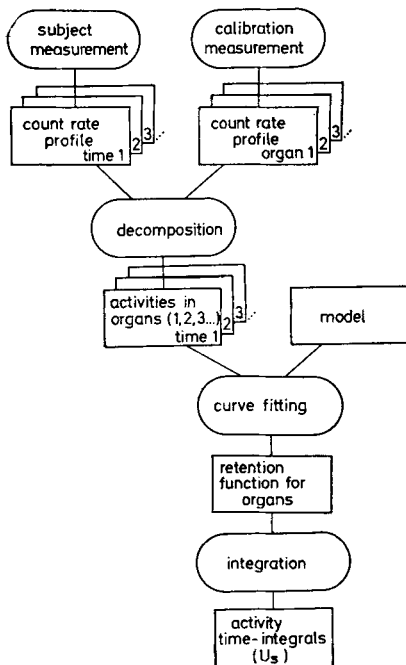 subject
measurement
calibration
measurement
count rate
profile
time 1
2
3
count rate
profile
organ 1
2
3
decomposition
activities in
organs (1,2,3...)
time 1
2
3
model
curve fitting
retention
function for
organs
integration
activity
time-integrals
(Us)